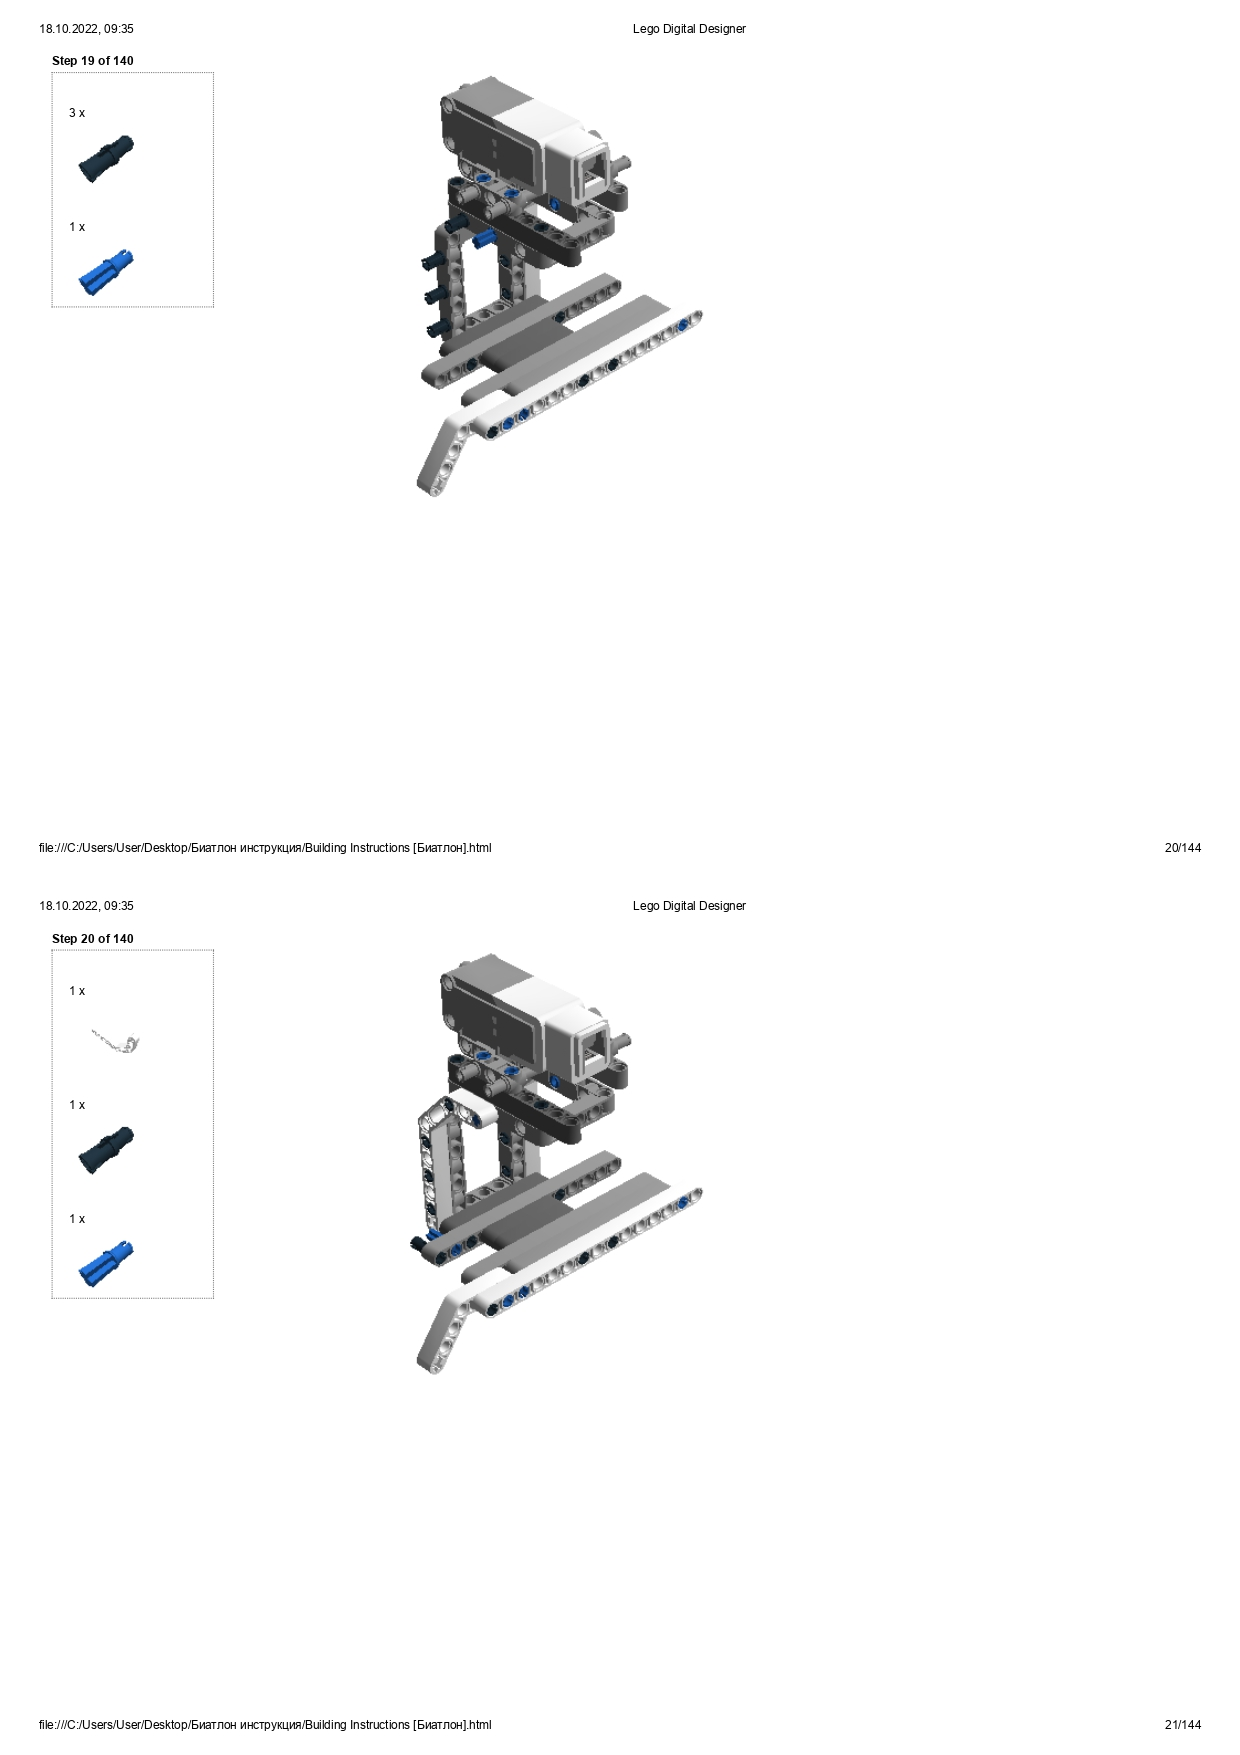 18.10.2022, 09:35
Lego Digital Designer
Step 19 of 140
3 x
1 x
file:///C:/Users/User/Desktop/Биатлон инструкция/Building Instructions [Биатлон].html
20/144
18.10.2022, 09:35
Lego Digital Designer
Step 20 of 140
1 x
1 x
1 x
file:///C:/Users/User/Desktop/Биатлон инструкция/Building Instructions [Биатлон].html
21/144